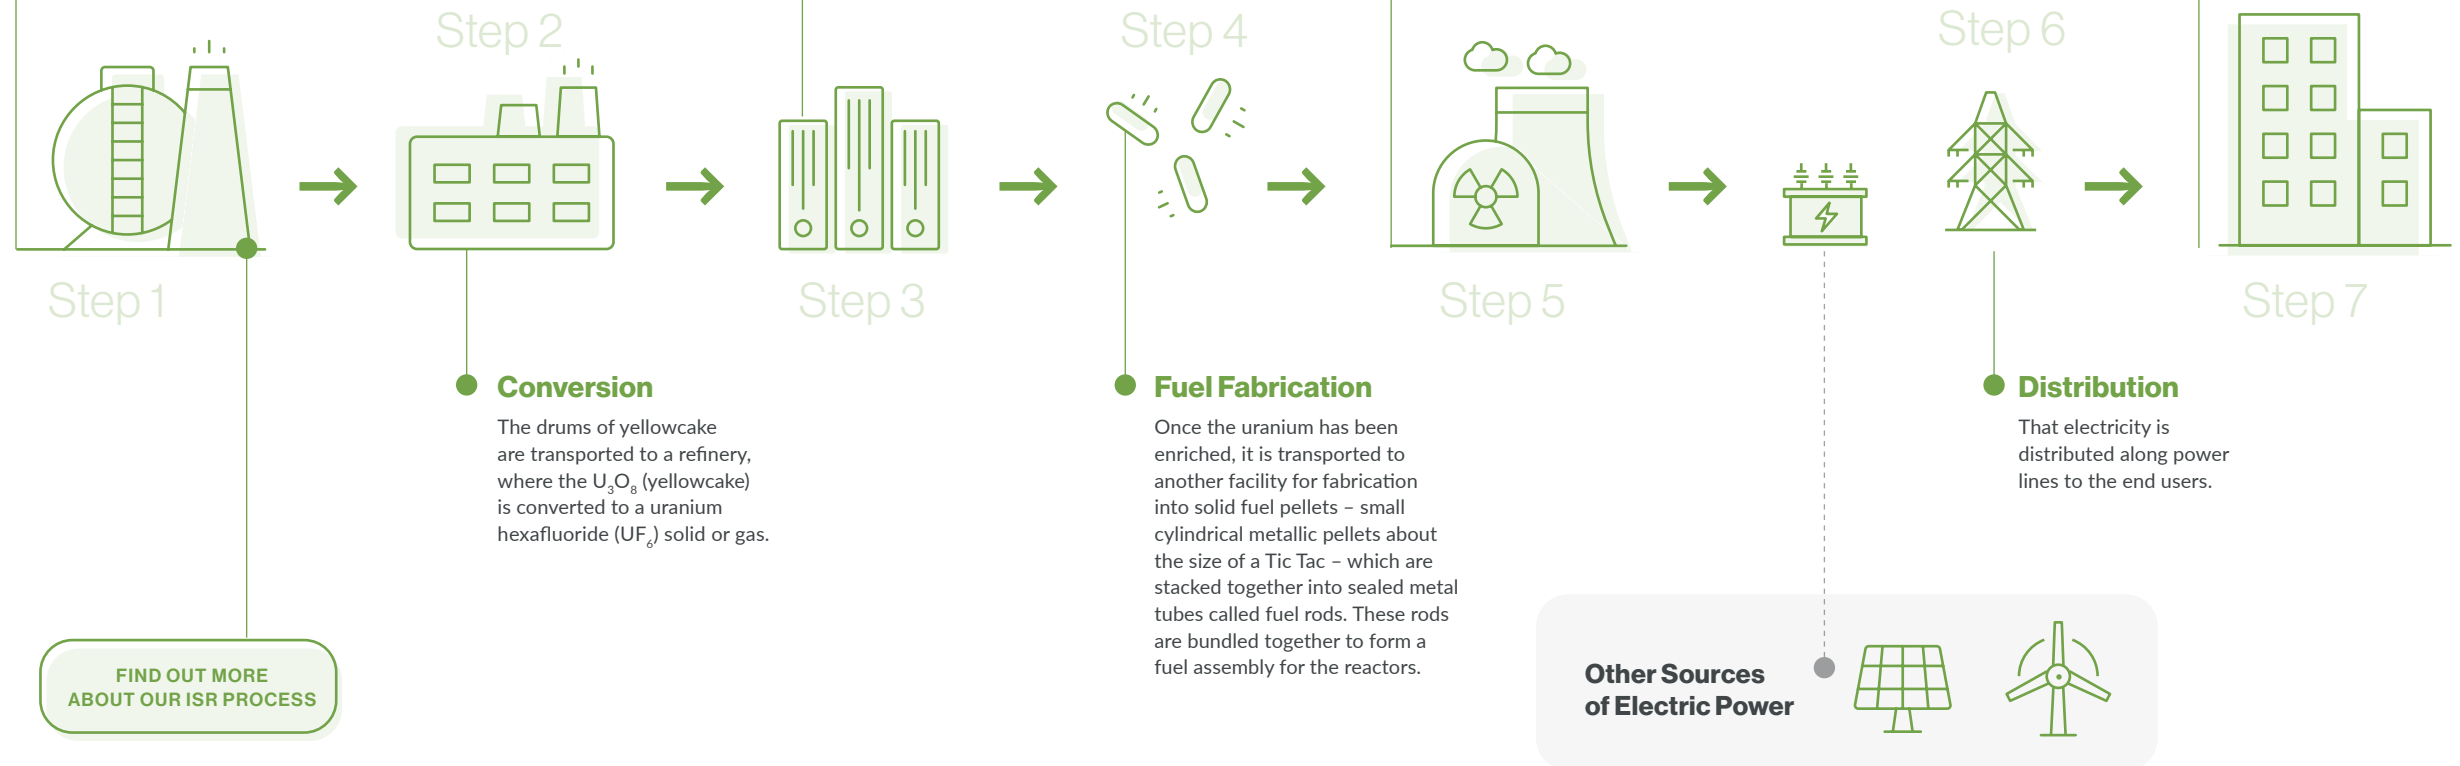 Step 1
Step 2
Step 3
Step 4
Step 5
Step 6
Step 7
Conversion
The drums of yellowcake
are transported to a refinery,
where the U₃O₈ (yellowcake)
is converted to a uranium
hexafluoride (UF₆) solid or gas.
Fuel Fabrication
Once the uranium has been
enriched, it is transported to
another facility for fabrication
into solid fuel pellets – small
cylindrical metallic pellets about
the size of a Tic Tac – which are
stacked together into sealed metal
tubes called fuel rods. These rods
are bundled together to form a
fuel assembly for the reactors.
Distribution
That electricity is
distributed along power
lines to the end users.
FIND OUT MORE
ABOUT OUR ISR PROCESS
Other Sources
of Electric Power